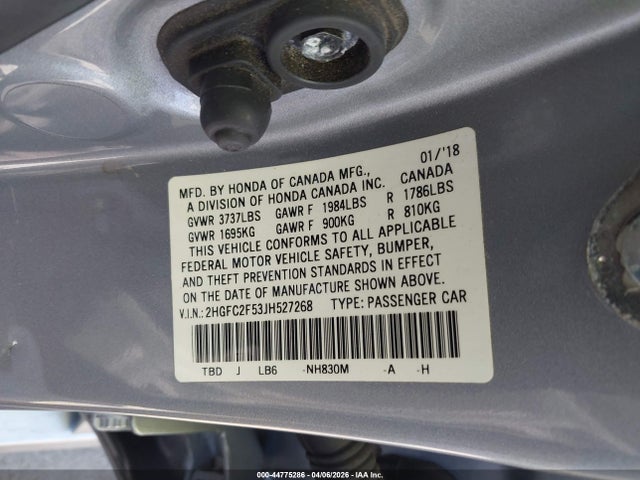 MFD. BY HONDA OF CANADA MFG., 01/'18
A DIVISION OF HONDA CANADA INC. CANADA
GVWR 3737LBS GAWR F 1984LBS R 1786LBS
GVWR 1695KG GAWR F 900KG R 810KG
THIS VEHICLE CONFORMS TO ALL APPLICABLE
FEDERAL MOTOR VEHICLE SAFETY, BUMPER,
AND THEFT PREVENTION STANDARDS IN EFFECT
ON THE DATE OF MANUFACTURE SHOWN ABOVE.
V.I.N.: 2HGFC2F53JH527268 TYPE: PASSENGER CAR
TBD J LB6 -NH830M -A -H
000-44775286 | 04/06/2026 | IAA Inc.